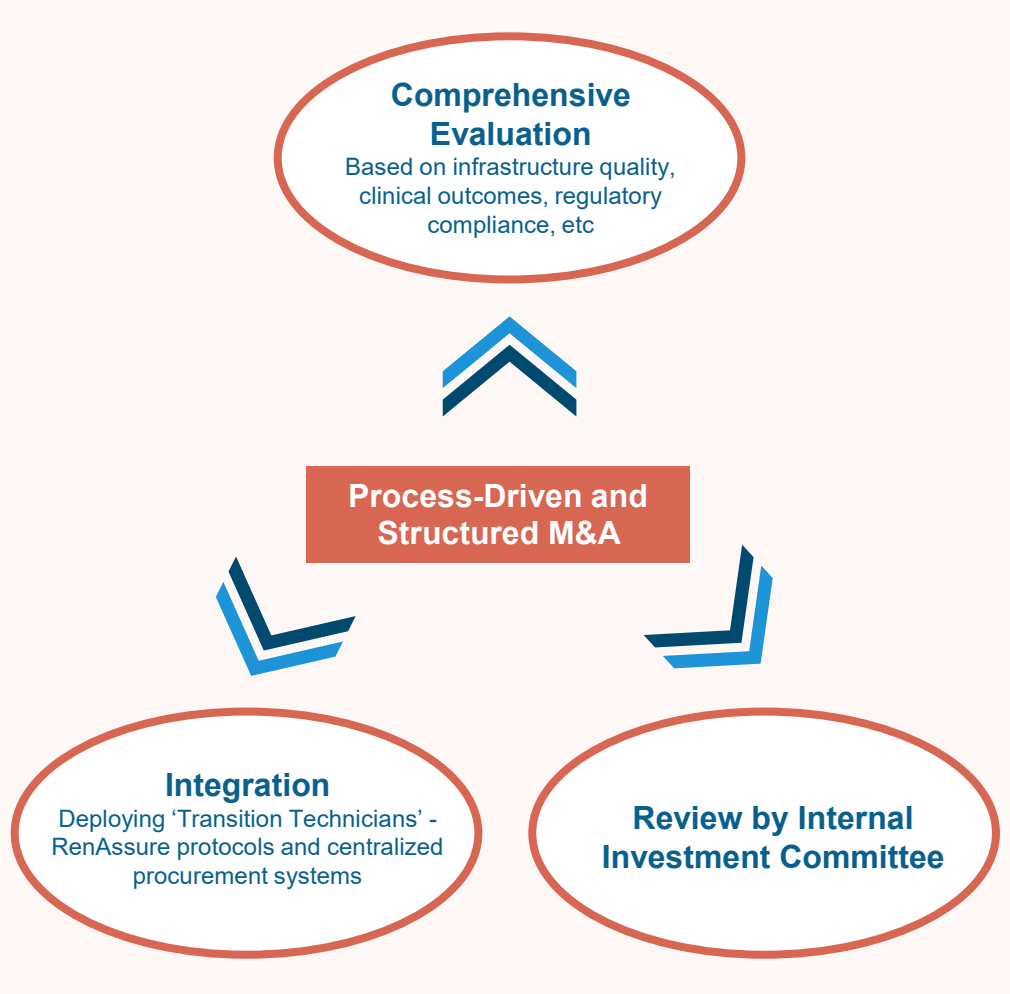 Comprehensive
Evaluation
Based on infrastructure quality,
clinical outcomes, regulatory
compliance, etc
Process-Driven and
Structured M&A
Integration
Deploying ‘Transition Technicians’ -
RenAssure protocols and centralized
procurement systems
Review by Internal
Investment Committee